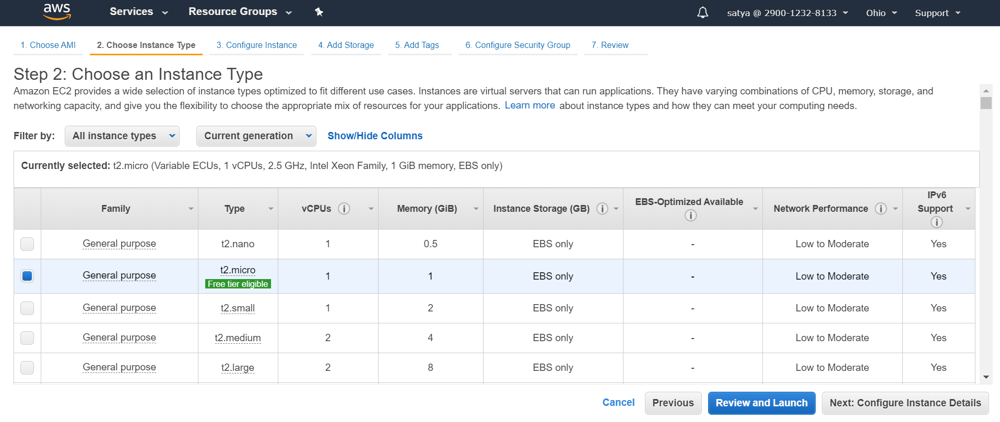 aws Services Resource Groups satya @ 2900-1232-8133 Ohio Support
1. Choose AMI 2. Choose Instance Type 3. Configure Instance 4. Add Storage 5. Add Tags 6. Configure Security Group 7. Review
Step 2: Choose an Instance Type
Amazon EC2 provides a wide selection of instance types optimized to fit different use cases. Instances are virtual servers that can run applications. They have varying combinations of CPU, memory, storage, and
networking capacity, and give you the flexibility to choose the appropriate mix of resources for your applications. Learn more about instance types and how they can meet your computing needs.
Filter by: All instance types Current generation Show/Hide Columns
Currently selected: t2.micro (Variable ECUs, 1 vCPUs, 2.5 GHz, Intel Xeon Family, 1 GiB memory, EBS only)
Family Type vCPUs i Memory (GiB) Instance Storage (GB) i EBS-Optimized Available i Network Performance i IPv6 Support i
General purpose t2.nano 1 0.5 EBS only - Low to Moderate Yes
General purpose t2.micro Free tier eligible 1 1 EBS only - Low to Moderate Yes
General purpose t2.small 1 2 EBS only - Low to Moderate Yes
General purpose t2.medium 2 4 EBS only - Low to Moderate Yes
General purpose t2.large 2 8 EBS only - Low to Moderate Yes
Cancel Previous Review and Launch Next: Configure Instance Details